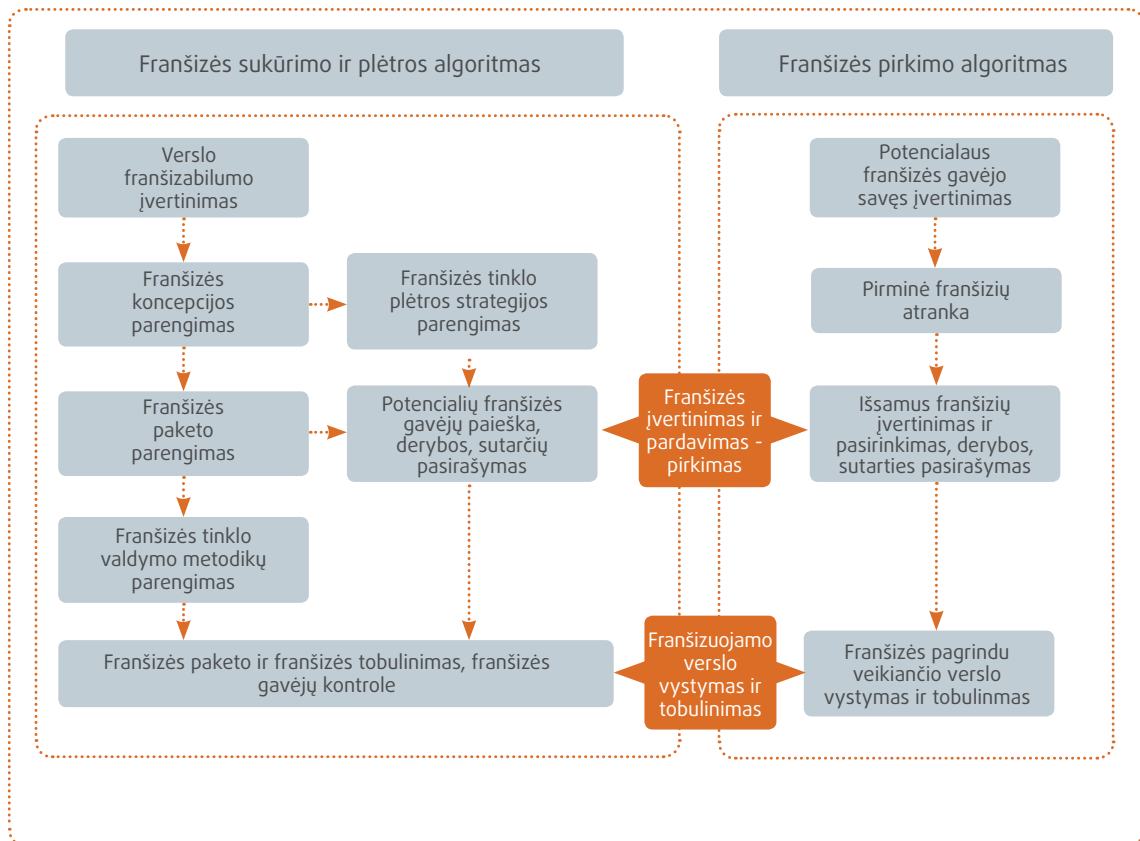 Franšizės sukūrimo ir plėtros algoritmas
Franšizės pirkimo algoritmas
Verslo
franšizabilumo
įvertinimas
Potencialaus
franšizės gavėjo
savęs įvertinimas
Franšizės
koncepcijos
parengimas
Franšizės tinklo
plėtros strategijos
parengimas
Pirminė franšizių
atranka
Franšizės
paketo
parengimas
Potencialių franšizės
gavėjų paieška,
derybos, sutarčių
pasirašymas
Franšizės
įvertinimas ir
pardavimas -
pirkimas
Išsamus franšizių
įvertinimas ir
pasirinkimas, derybos,
sutarties pasirašymas
Franšizės tinklo
valdymo metodikų
parengimas
Franšizės paketo ir franšizės tobulinimas, franšizės
gavėjų kontrole
Franšizuojamo
verslo
vystymas ir
tobulinimas
Franšizės pagrindu
veikiančio verslo
vystymas ir tobulinmas